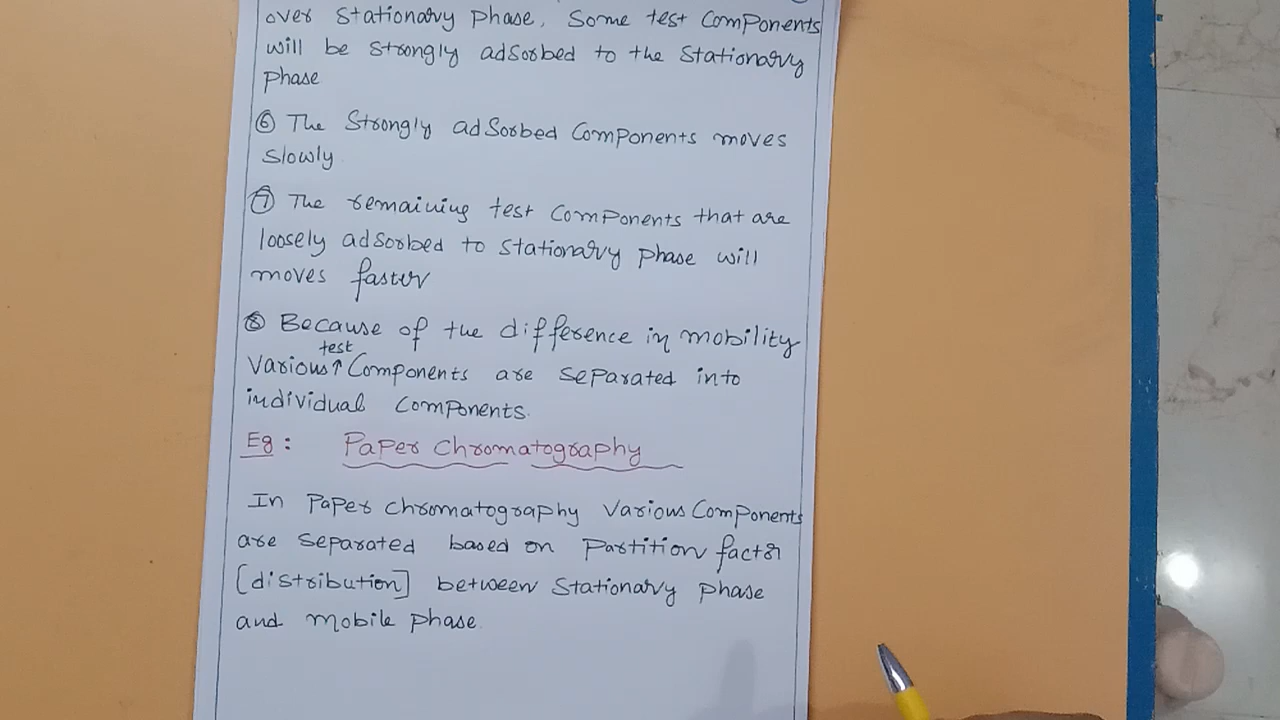 over stationary phase, Some test Components
will be strongly adsorbed to the Stationary
phase
⑥ The Strongly adsorbed Components moves
slowly
⑦ The remaining test Components that are
loosely adsorbed to stationary phase will
moves faster
⑧ Because of the difference in mobility
test
Various↑Components are separated into
individual components.
Eg : Paper Chromatography
In Paper chromatography Various Components
are separated based on Partition factor
[distribution] between Stationary phase
and mobile phase